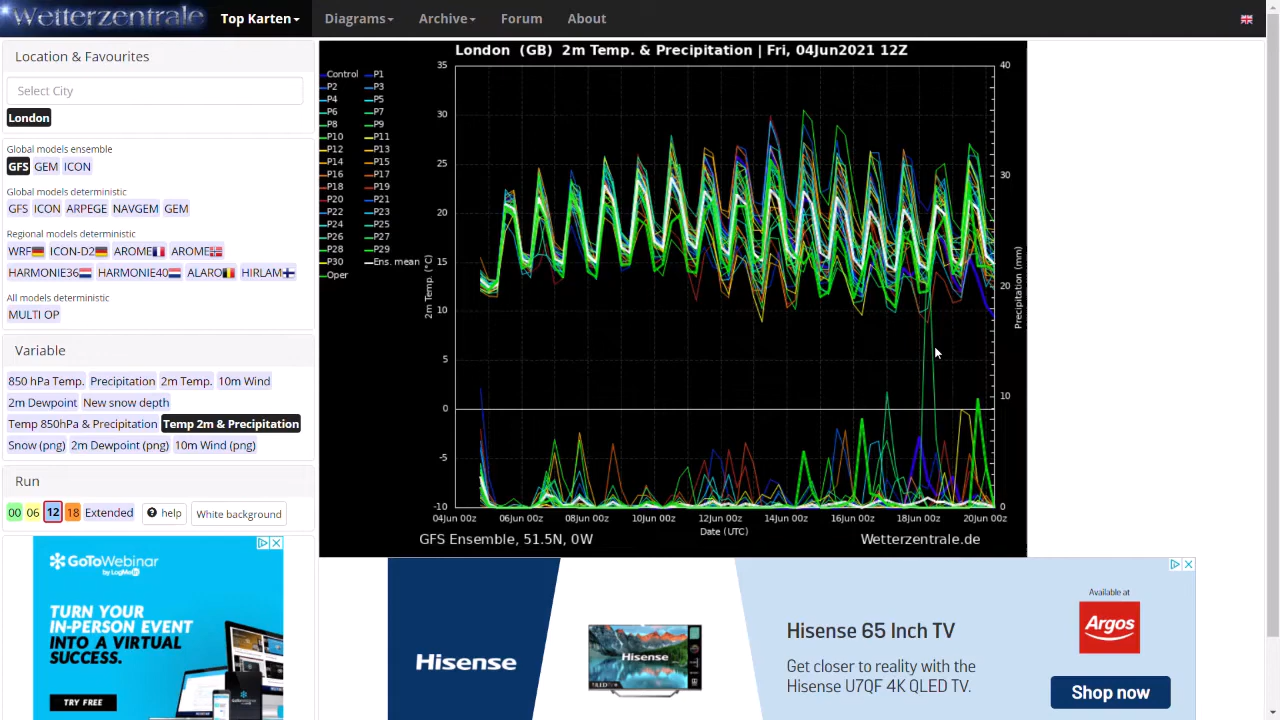 Wetterzentrale
Top Karten
Diagrams
Archive
Forum
About
Location & Favourites
Select City
London
Global models ensemble
GFS GEM ICON
Global models deterministic
GFS ICON ARPEGE NAVGEM GEM
Regional models deterministic
WRF ICON-D2 AROME AROME
HARMONIE36 HARMONIE40 ALARO HIRLAM
All models deterministic
MULTI OP
Variable
850 hPa Temp. Precipitation 2m Temp. 10m Wind
2m Dewpoint New snow depth
Temp 850hPa & Precipitation Temp 2m & Precipitation
Snow (png) 2m Dewpoint (png) 10m Wind (png)
Run
00 06 12 18 Extended help White background
London (GB) 2m Temp. & Precipitation | Fri, 04Jun2021 12Z
Control P1
P2 P3
P4 P5
P6 P7
P8 P9
P10 P11
P12 P13
P14 P15
P16 P17
P18 P19
P20 P21
P22 P23
P24 P25
P26 P27
P28 P29
P30 Ens. mean
Oper
2m Temp. (°C)
35
30
25
20
15
10
5
0
-5
-10
40
30
20
10
0
Precipitation (mm)
04Jun 00z 06Jun 00z 08Jun 00z 10Jun 00z 12Jun 00z 14Jun 00z 16Jun 00z 18Jun 00z 20Jun 00z
Date (UTC)
GFS Ensemble, 51.5N, 0W
Wetterzentrale.de
GoToWebinar
by LogMeIn
TURN YOUR
IN-PERSON EVENT
INTO A VIRTUAL
SUCCESS.
TRY FREE
Hisense
Hisense
Hisense 65 Inch TV
Get closer to reality with the
Hisense U7QF 4K QLED TV.
Available at
Argos
Shop now